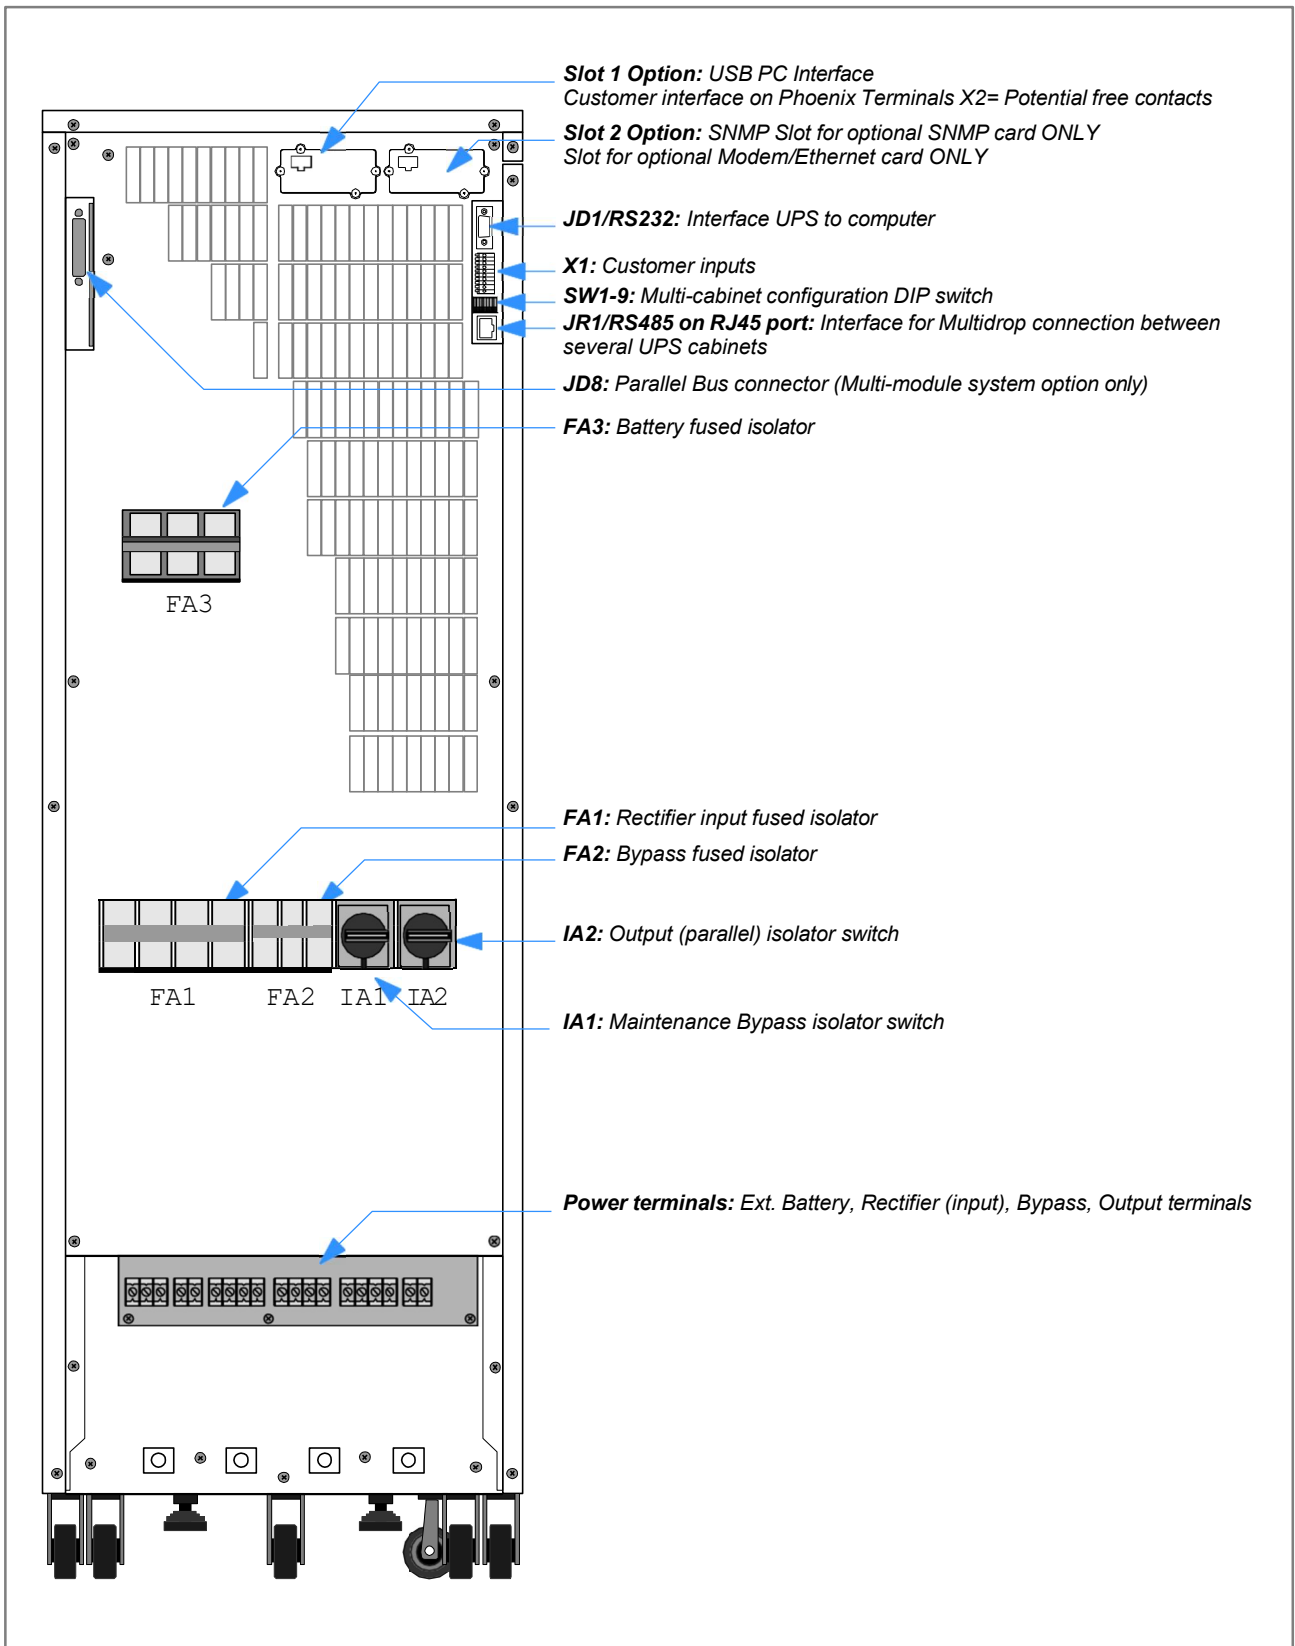 Slot 1 Option: USB PC Interface
Customer interface on Phoenix Terminals X2= Potential free contacts
Slot 2 Option: SNMP Slot for optional SNMP card ONLY
Slot for optional Modem/Ethernet card ONLY
JD1/RS232: Interface UPS to computer
X1: Customer inputs
SW1-9: Multi-cabinet configuration DIP switch
JR1/RS485 on RJ45 port: Interface for Multidrop connection between
several UPS cabinets
JD8: Parallel Bus connector (Multi-module system option only)
FA3: Battery fused isolator
FA3
FA1: Rectifier input fused isolator
FA2: Bypass fused isolator
IA2: Output (parallel) isolator switch
FA1 FA2 IA1 IA2
IA1: Maintenance Bypass isolator switch
Power terminals: Ext. Battery, Rectifier (input), Bypass, Output terminals